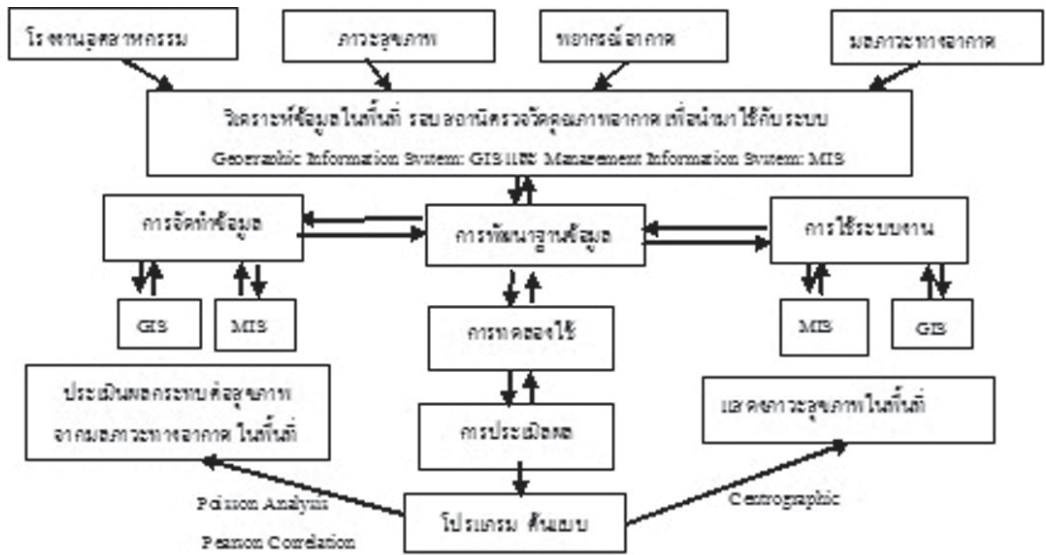 โรงงานอุตสาหกรรม
ภาวะสุขภาพ
พยากรณ์อากาศ
มลภาวะทางอากาศ
วิเคราะห์ข้อมูลในพื้นที่ รอบสถานีตรวจวัดคุณภาพอากาศ เพื่อนำมาใช้กับระบบ
Geographic Information System: GIS และ Management Information System: MIS
การจัดทำข้อมูล
การพัฒนาฐานข้อมูล
การใช้ระบบงาน
GIS
MIS
การทดลองใช้
MIS
GIS
ประเมินผลกระทบต่อสุขภาพ
จากมลภาวะทางอากาศ ในพื้นที่
การประเมินผล
แสดงภาวะสุขภาพในพื้นที่
Poisson Analysis
Pearson Correlation
โปรแกรม ต้นแบบ
Centrographic